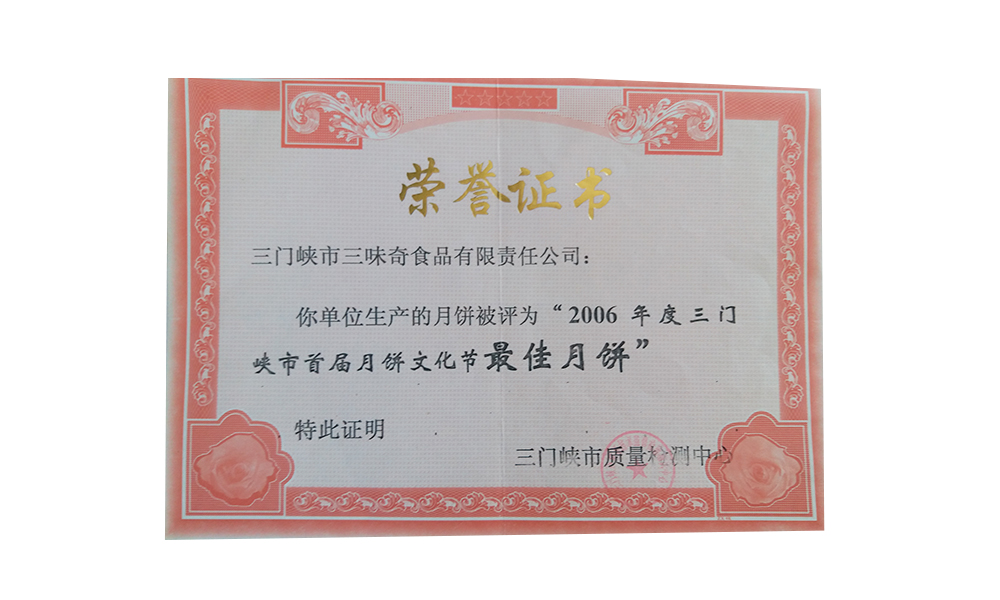 荣誉证书
三门峡市三味奇食品有限责任公司：
你单位生产的月饼被评为“2006 年度三门
峡市首届月饼文化节最佳月饼”
特此证明
三门峡市质量检测中心